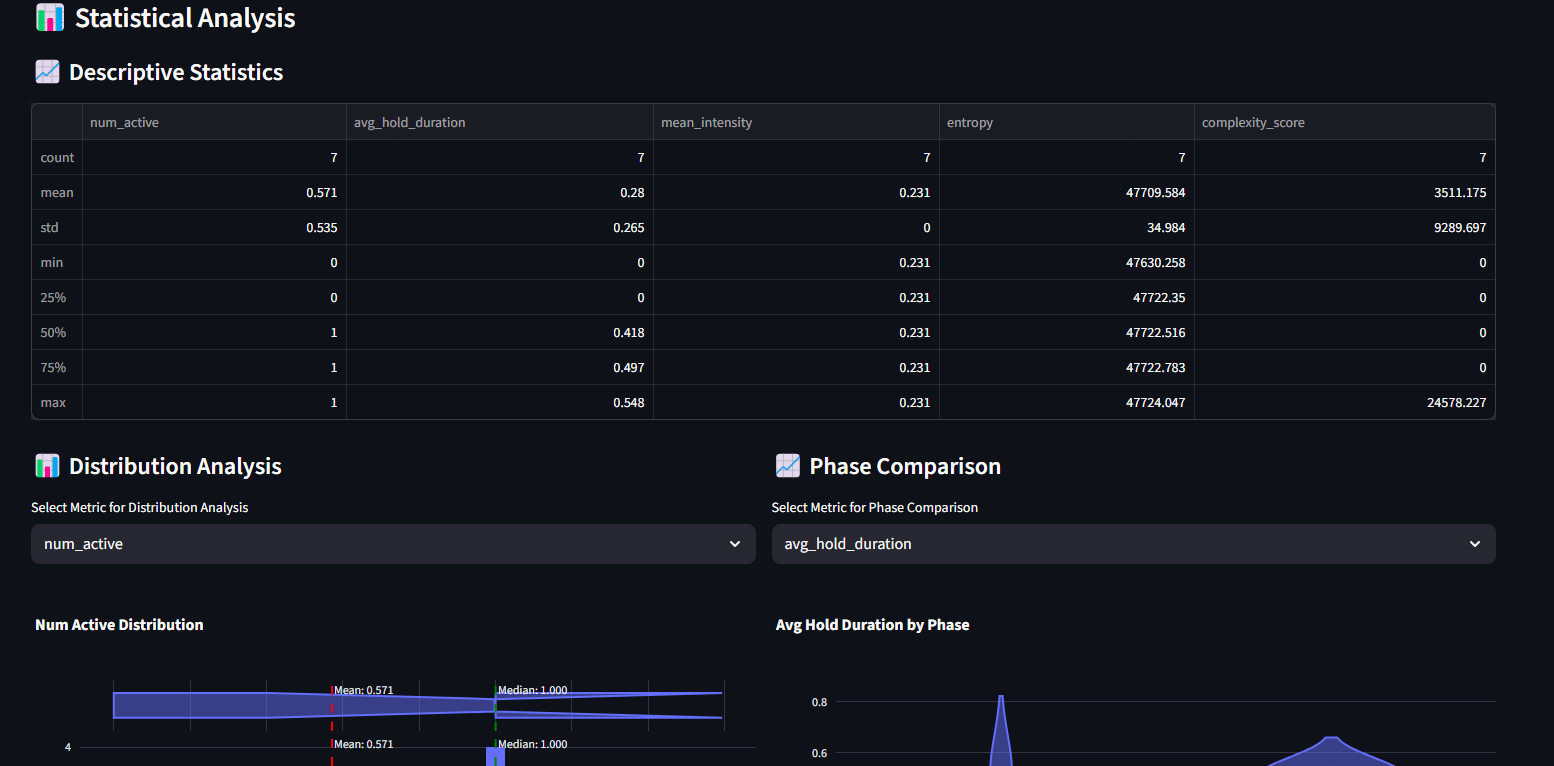 Statistical Analysis
Descriptive Statistics
num_active avg_hold_duration mean_intensity entropy complexity_score
count 7 7 7 7 7
mean 0.571 0.28 0.231 47709.584 3511.175
std 0.535 0.265 0 34.984 9289.697
min 0 0 0.231 47630.258 0
25% 0 0 0.231 47722.35 0
50% 1 0.418 0.231 47722.516 0
75% 1 0.497 0.231 47722.783 0
max 1 0.548 0.231 47724.047 24578.227
Distribution Analysis
Select Metric for Distribution Analysis
num_active
Num Active Distribution
Mean: 0.571 Median: 1.000
4 Mean: 0.571 Median: 1.000
Phase Comparison
Select Metric for Phase Comparison
avg_hold_duration
Avg Hold Duration by Phase
0.8
0.6